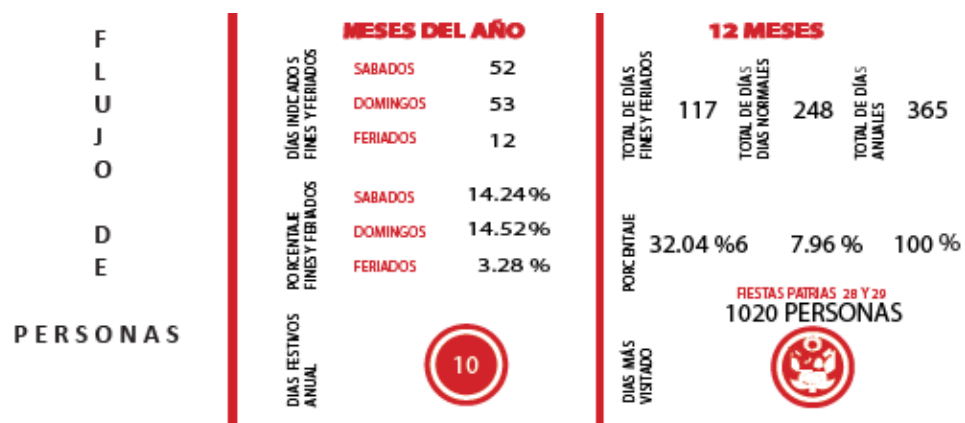 FLUJO DE
PERSONAS
MESES DEL AÑO
DÍAS INDICADOS
FINES Y FERIADOS
SABADOS 52
DOMINGOS 53
FERIADOS 12
PORCENTAJE
FINES Y FERIADOS
SABADOS 14.24%
DOMINGOS 14.52%
FERIADOS 3.28 %
DIAS FESTIVOS
ANUAL
10
12 MESES
TOTAL DE DÍAS
FINES Y FERIADOS
117
TOTAL DE DÍAS
DIAS NORMALES
248
TOTAL DE DÍAS
ANUALES
365
PORCENTAJE
32.04 %6 7.96 % 100 %
FIESTAS PATRIAS 28 Y 29
1020 PERSONAS
DIAS MÁS
VISITADO